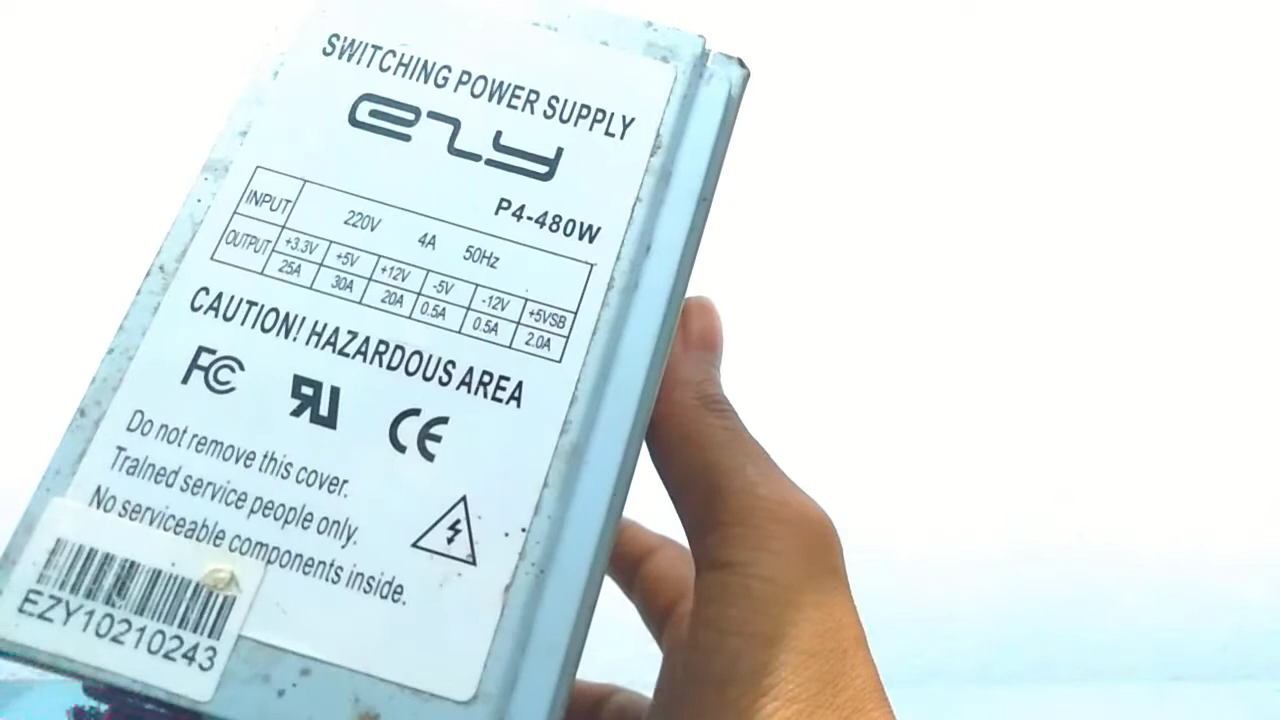 SWITCHING POWER SUPPLY
ezy
P4-480W
INPUT 220V 4A 50Hz
OUTPUT +3.3V +5V +12V -5V -12V +5VSB
25A 30A 20A 0.5A 0.5A 2.0A
CAUTION! HAZARDOUS AREA
FC RU CE
Do not remove this cover.
Tralned service people only.
No serviceable components inside.
EZY10210243